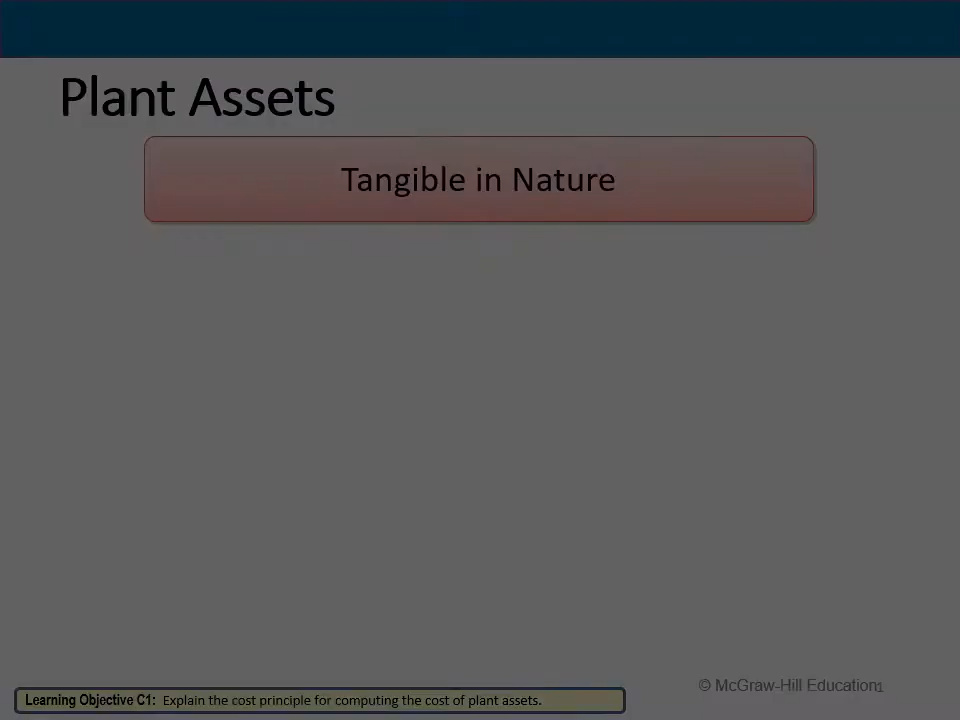 Plant Assets
Tangible in Nature
© McGraw-Hill Education1
Learning Objective C1: Explain the cost principle for computing the cost of plant assets.